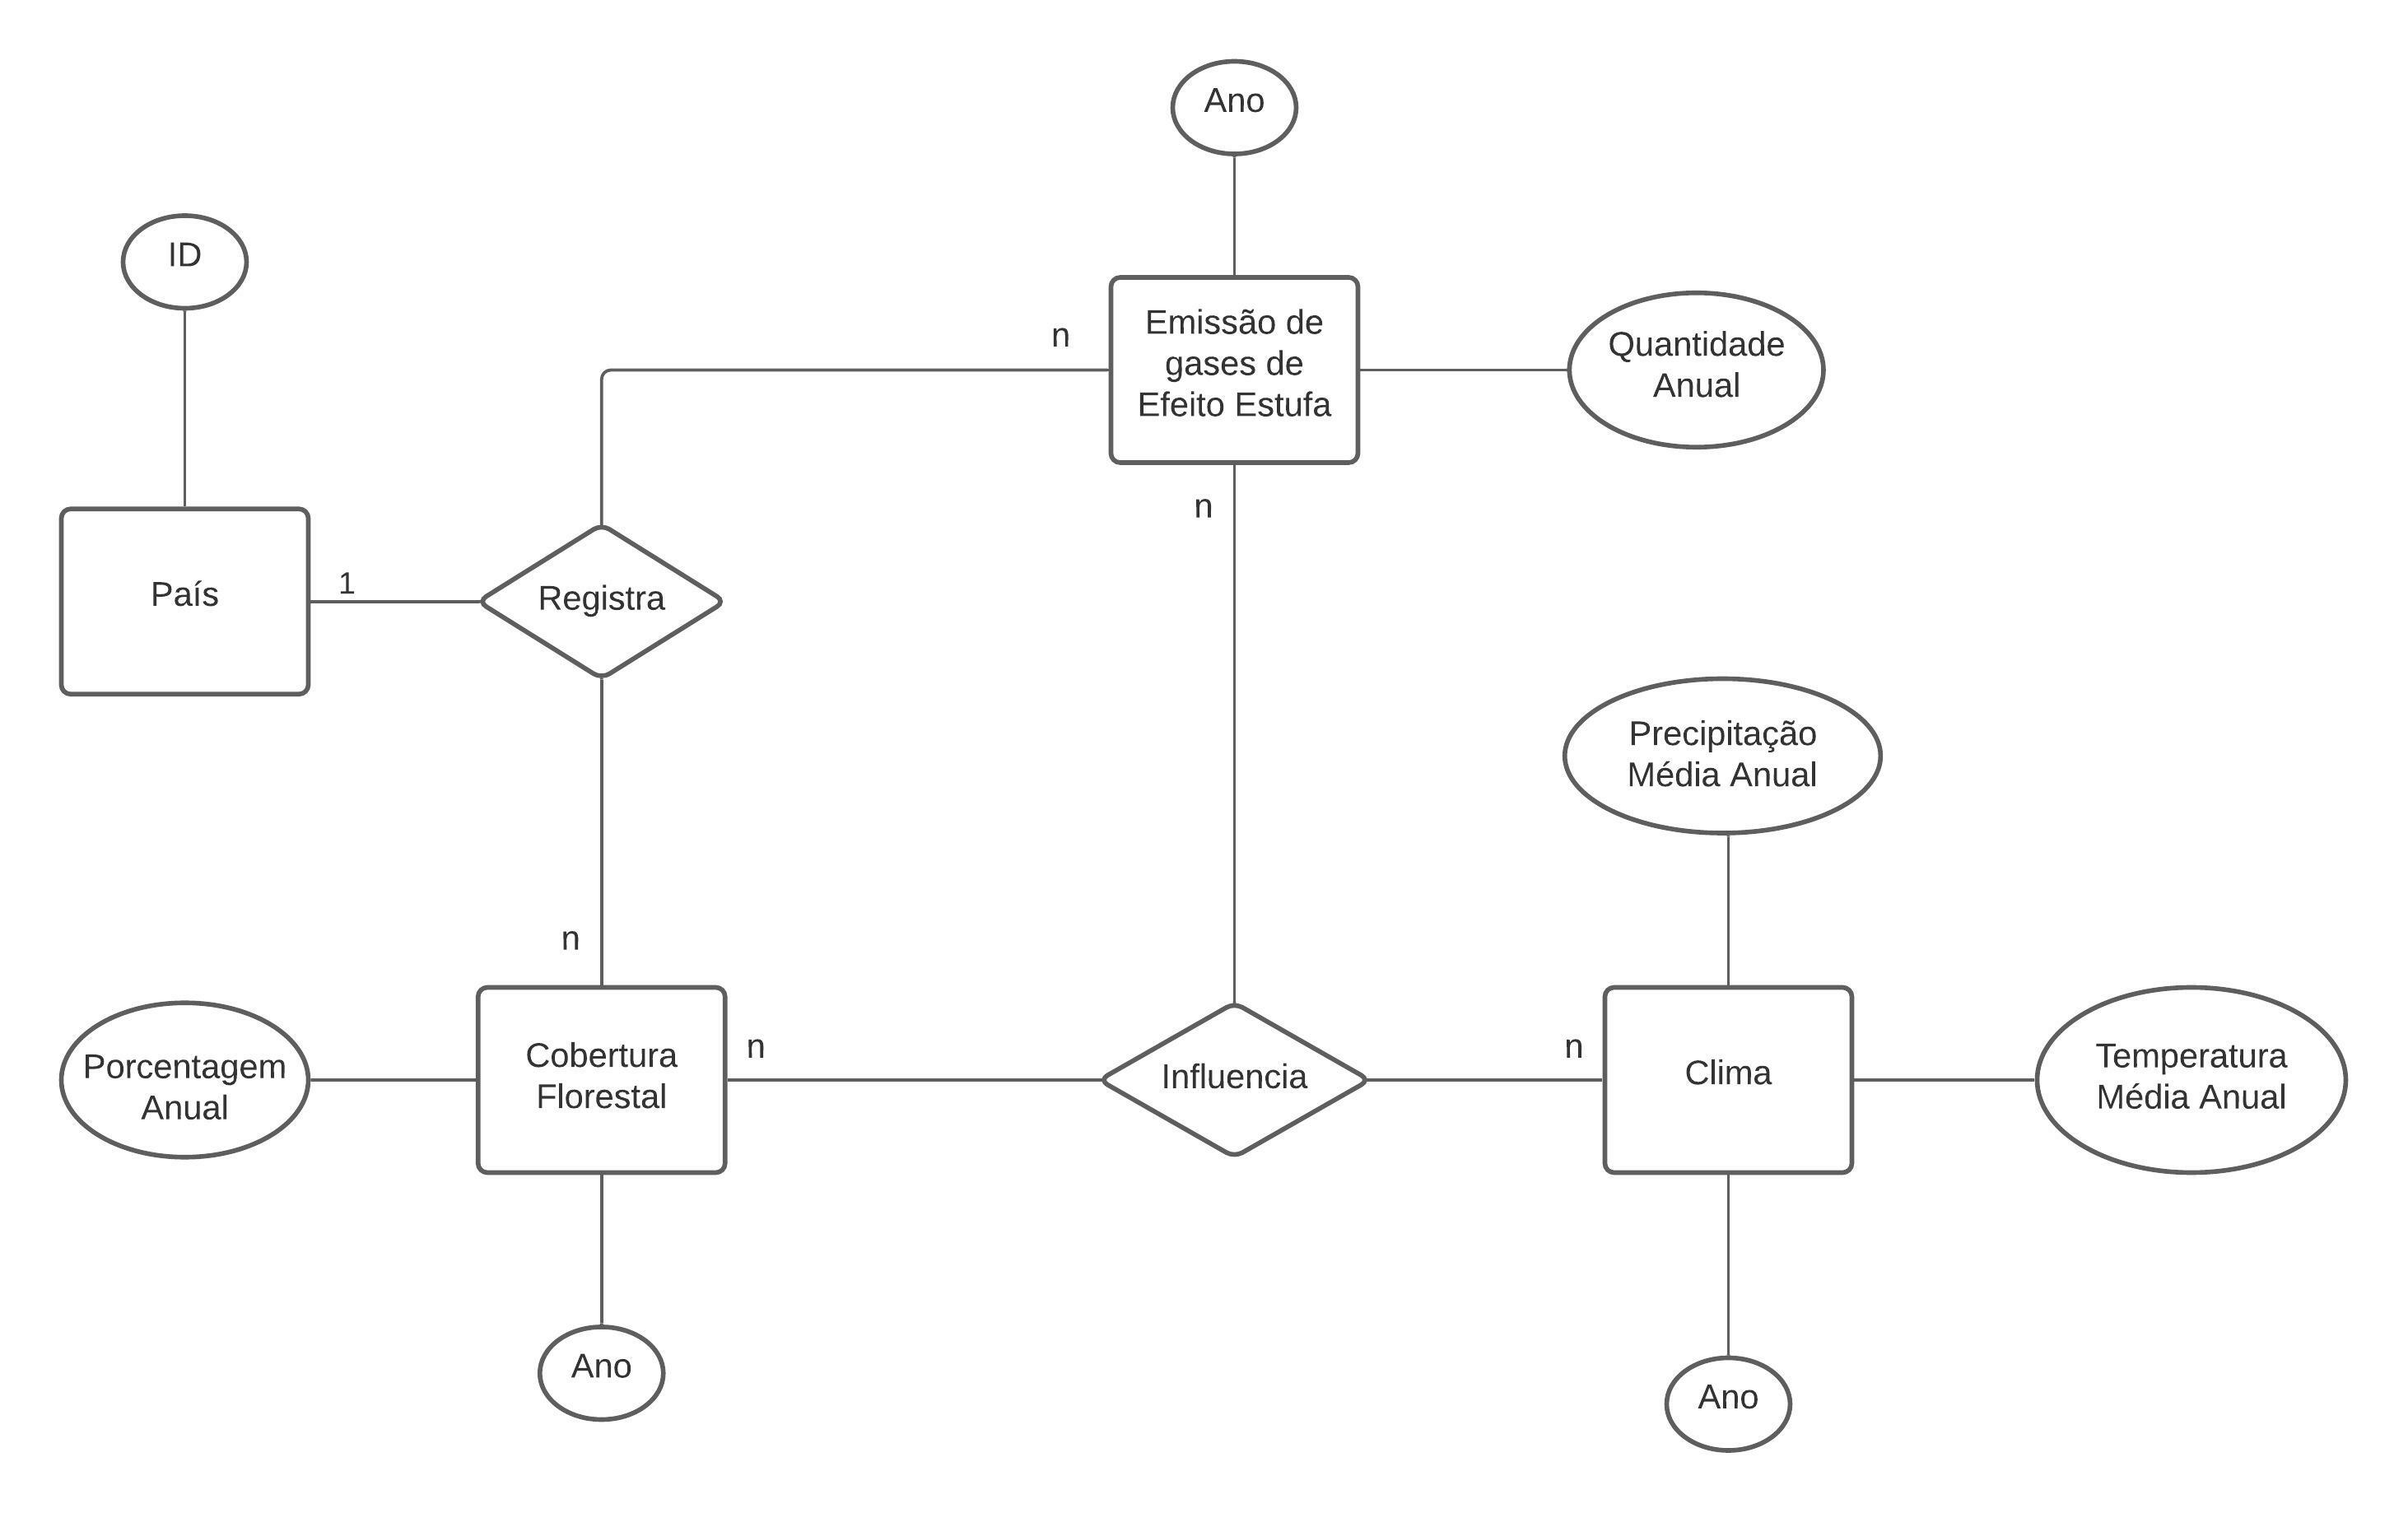 Ano
ID
Emissão de
gases de
Efeito Estufa
n
Quantidade
Anual
n
País
1
Registra
Precipitação
Média Anual
n
Porcentagem
Anual
Cobertura
Florestal
n
Influencia
n
Clima
Temperatura
Média Anual
Ano
Ano